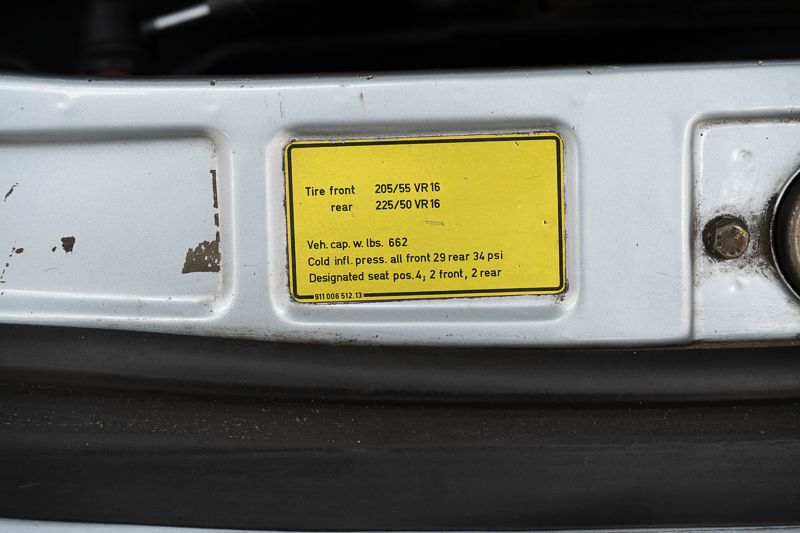 Tire front 205/55 VR 16
rear 225/50 VR 16
Veh. cap. w. lbs. 662
Cold infl. press. all front 29 rear 34 psi
Designated seat pos. 4; 2 front, 2 rear
911 006 512.13